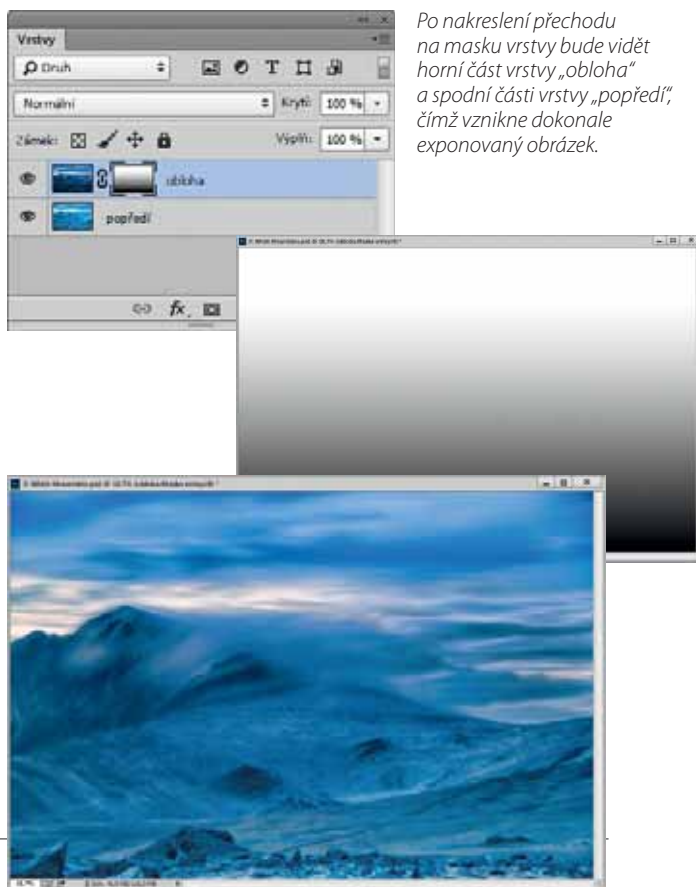 Vrstvy
Druh
Normální Krytí: 100 %
Zámek: Výplň: 100 %
obloha
popředí
fx
Po nakreslení přechodu
na masku vrstvy bude vidět
horní část vrstvy „obloha“
a spodní části vrstvy „popředí“,
čímž vznikne dokonale
exponovaný obrázek.